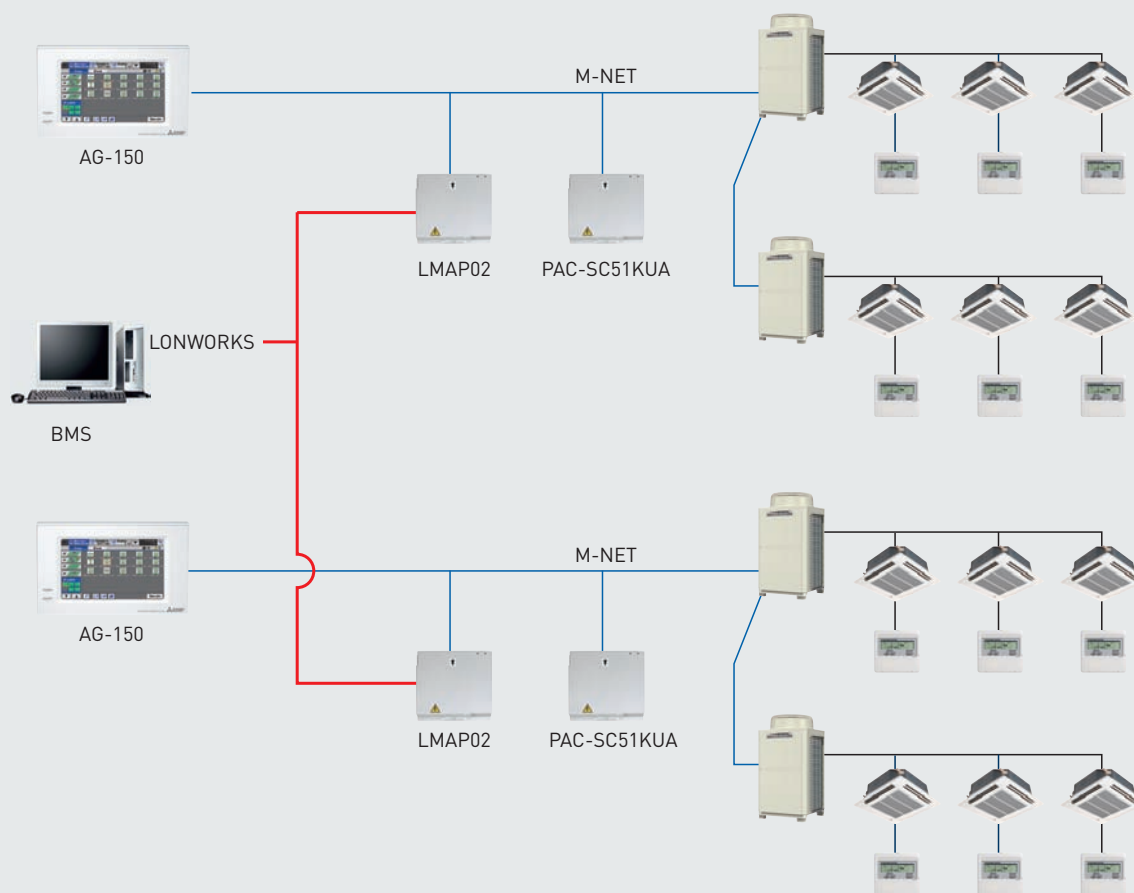 M-NET
AG-150
LMAP02
PAC-SC51KUA
LONWORKS
BMS
M-NET
AG-150
LMAP02
PAC-SC51KUA